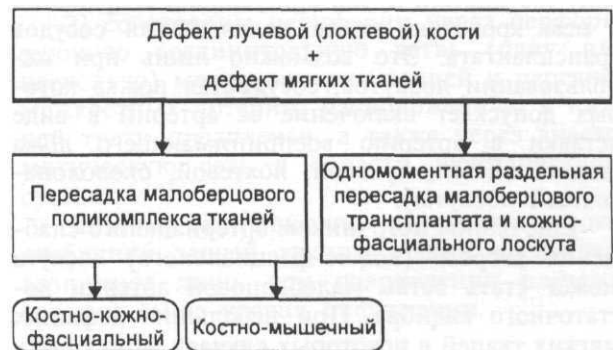 Дефект лучевой (локтевой) кости
+
дефект мягких тканей
Пересадка малоберцового
поликомплекса тканей
Одномоментная раздельная
пересадка малоберцового
трансплантата и кожно-
фасциального лоскута
Костно-кожно-
фасциальный
Костно-мышечный